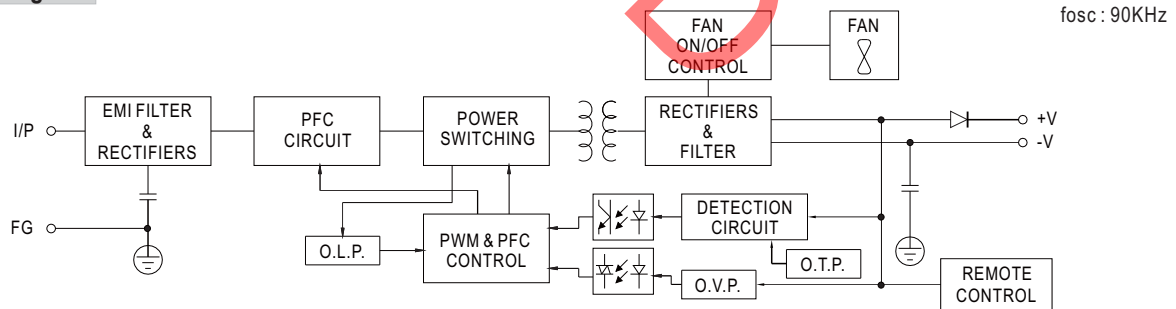 fosc : 90KHz
FAN
ON/OFF
CONTROL
FAN
I/P
EMI FILTER
&
RECTIFIERS
PFC
CIRCUIT
POWER
SWITCHING
RECTIFIERS
&
FILTER
+V
-V
FG
O.L.P.
PWM & PFC
CONTROL
DETECTION
CIRCUIT
O.T.P.
O.V.P.
REMOTE
CONTROL